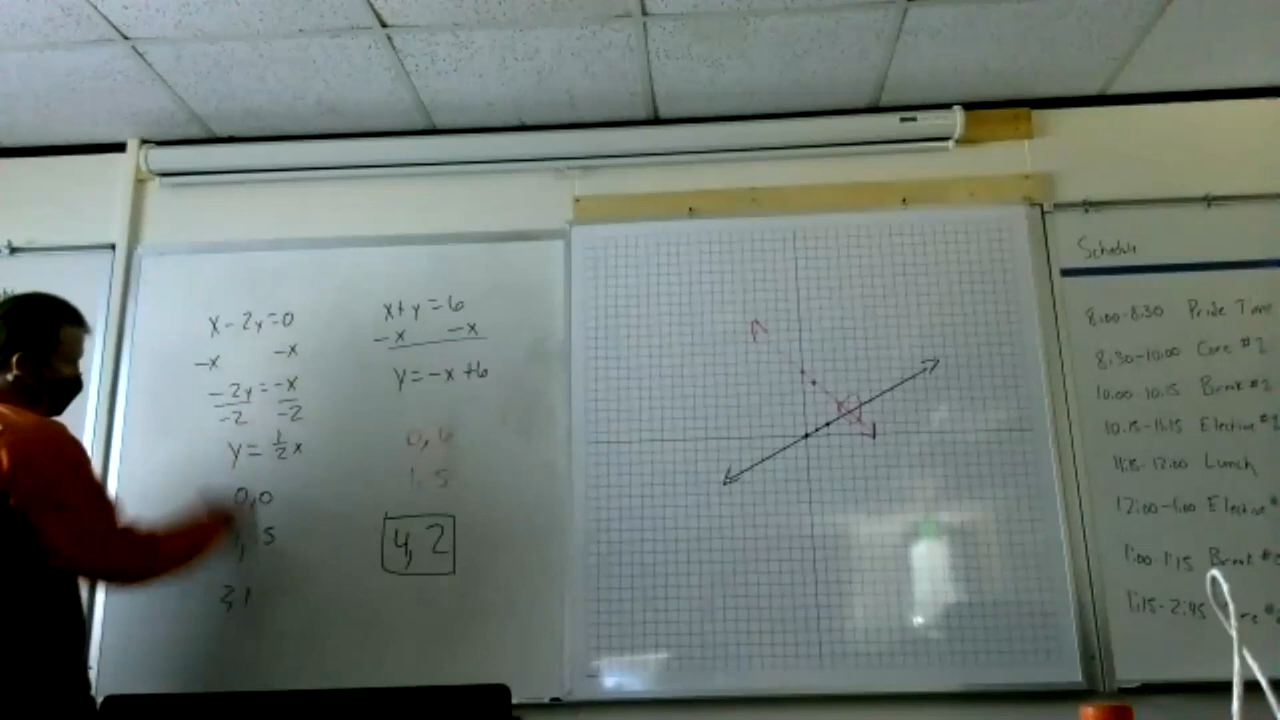 x - 2y = 0
-x -x
-2y = -x
-2 -2
y = 1/2 x
0,0
5
x + y = 6
-x -x
y = -x + 6
0, 6
1, 5
4, 2
Schedule
8:00-8:30 Pride Time
8:30-10:00 Core #2
10:00-10:15 Break #2
10:15-11:15 Elective
11:15-12:00 Lunch
12:00-1:00 Elective #
1:00-1:15 Break
1:15-2:45